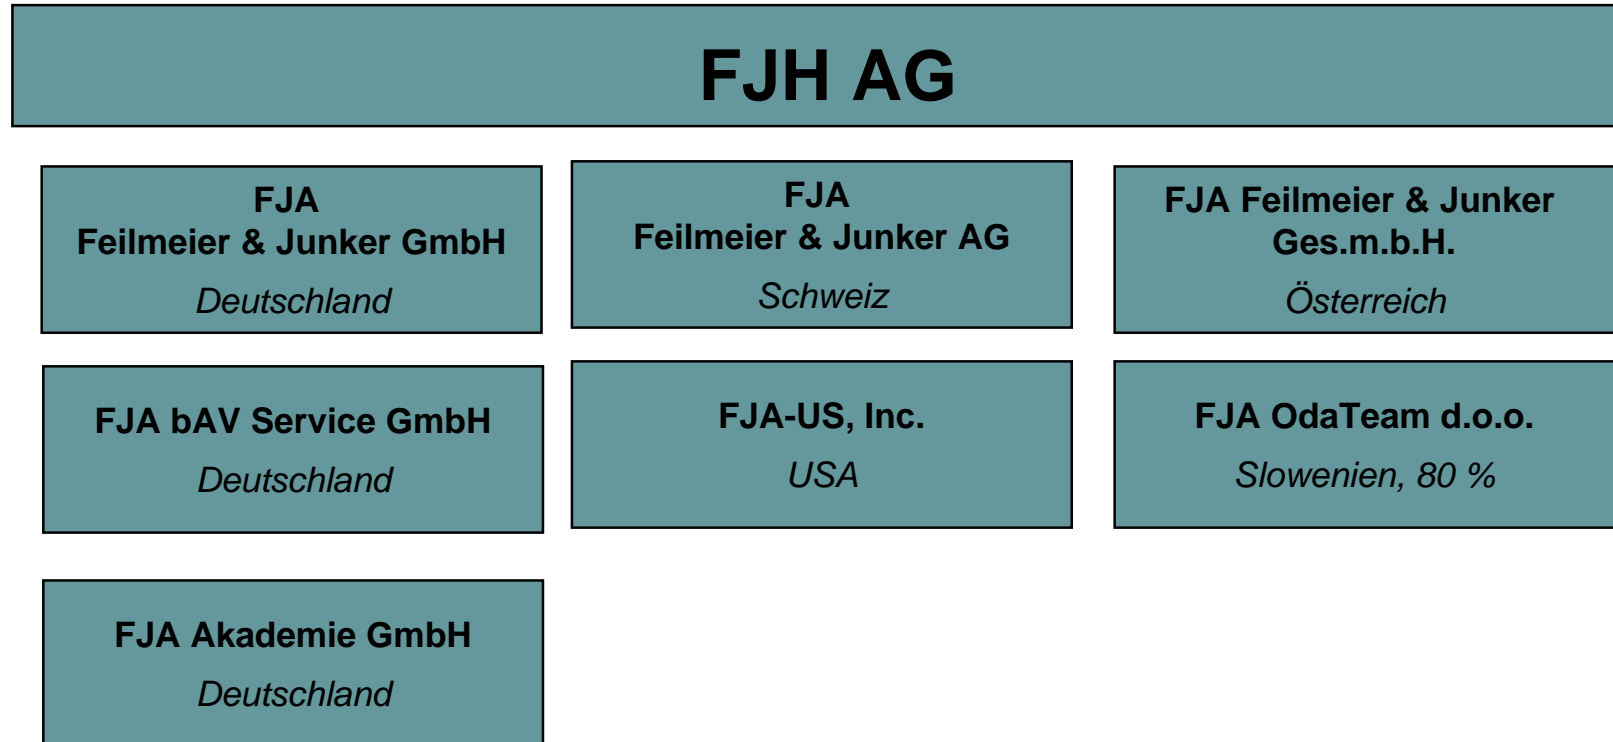 FJH AG
FJA
Feilmeier & Junker GmbH
Deutschland
FJA
Feilmeier & Junker AG
Schweiz
FJA Feilmeier & Junker
Ges.m.b.H.
Österreich
FJA bAV Service GmbH
Deutschland
FJA-US, Inc.
USA
FJA OdaTeam d.o.o.
Slowenien, 80 %
FJA Akademie GmbH
Deutschland